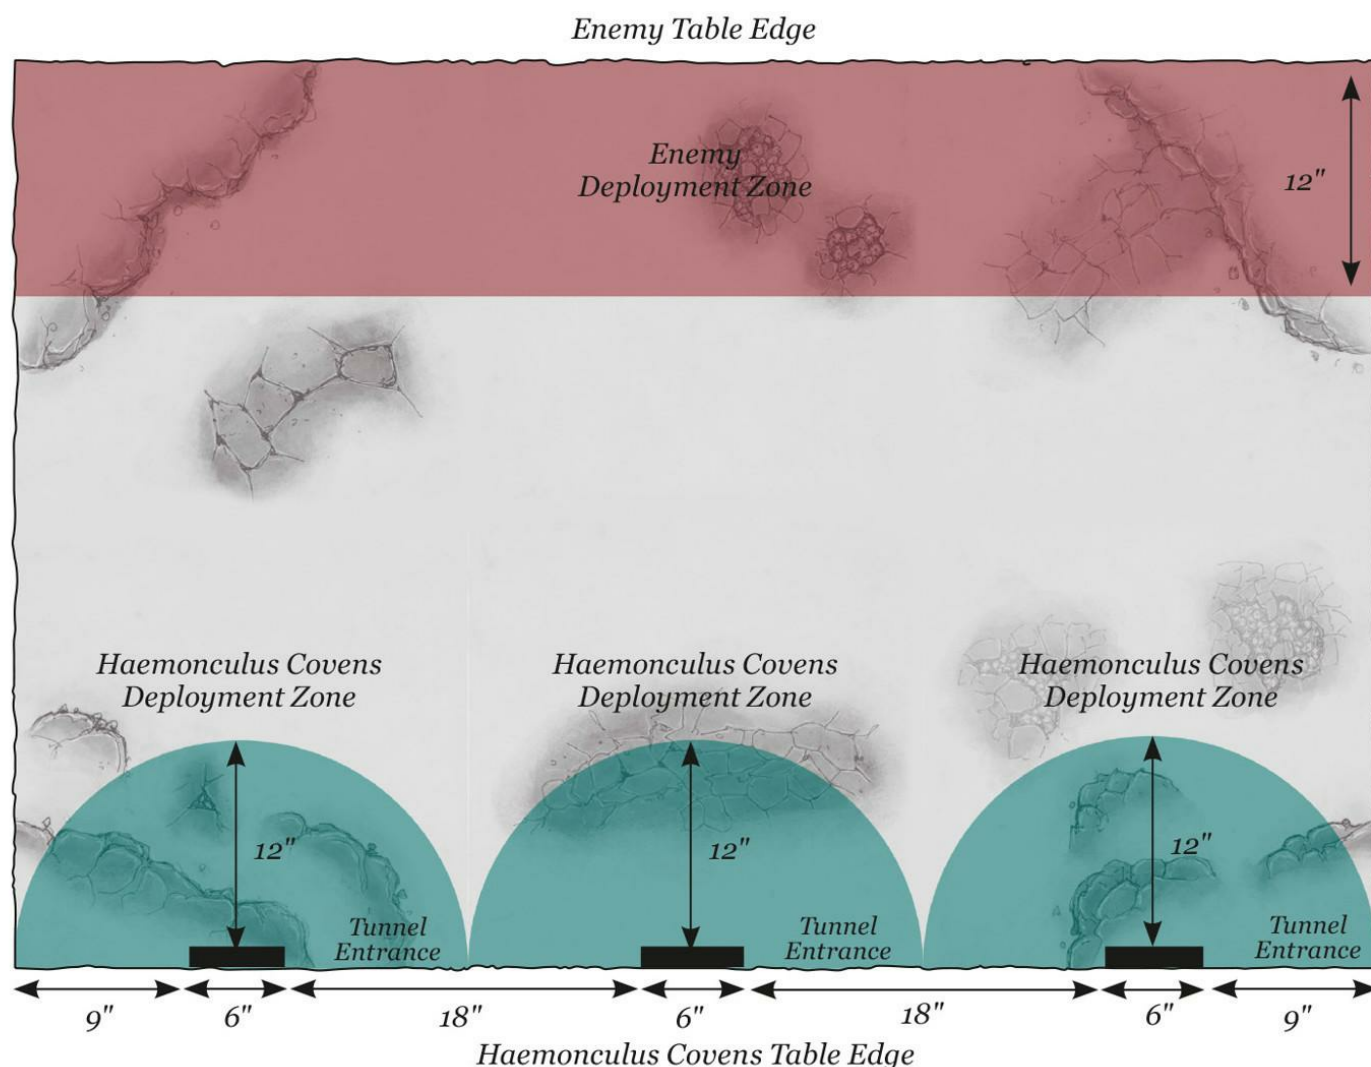 Enemy Table Edge
Enemy
Deployment Zone
12"
Haemonculus Covens
Deployment Zone
Haemonculus Covens
Deployment Zone
Haemonculus Covens
Deployment Zone
12"
12"
12"
Tunnel
Entrance
Tunnel
Entrance
Tunnel
Entrance
9"
6"
18"
6"
18"
6"
9"
Haemonculus Covens Table Edge